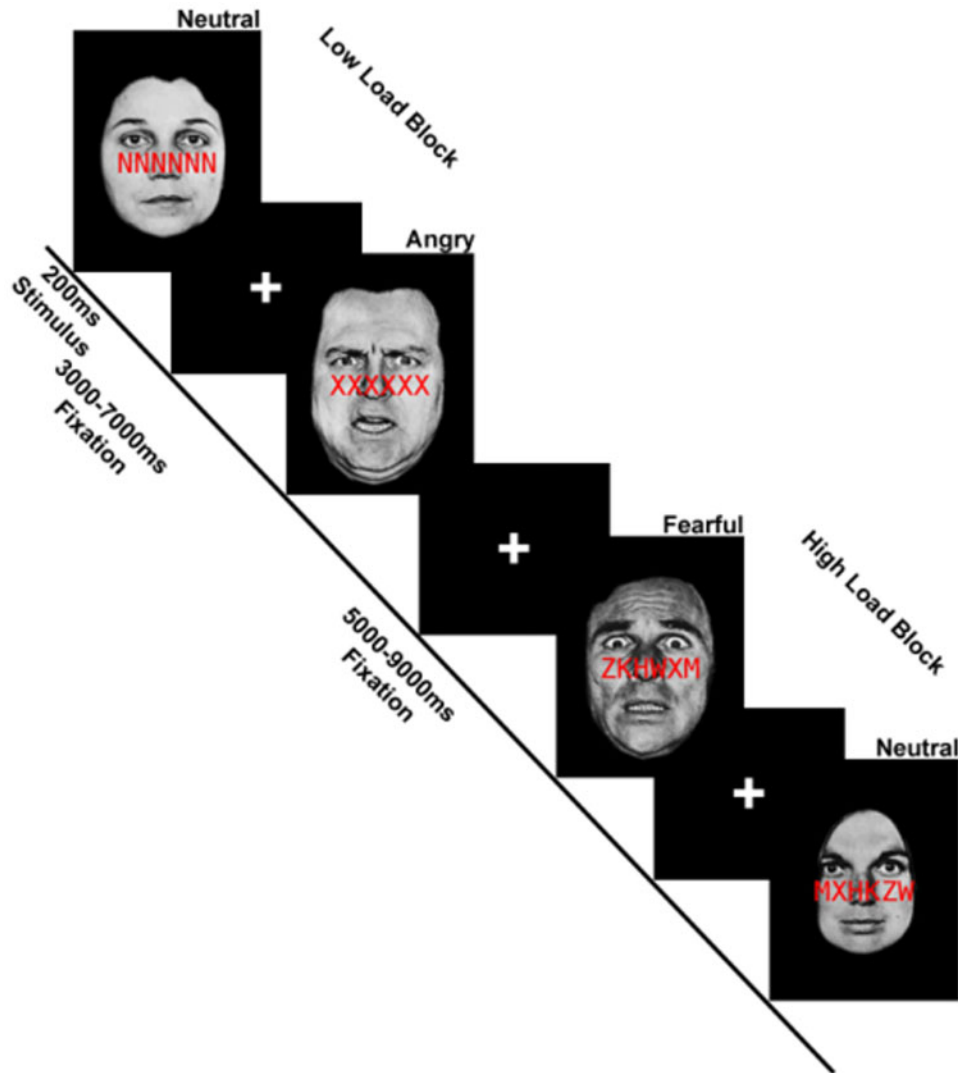 Neutral
Low Load Block
NNNNNN
Angry
200ms
Stimulus
XXXXXX
3000-7000ms
Fixation
Fearful
High Load Block
5000-9000ms
Fixation
ZKHWXM
Neutral
MXHKZW